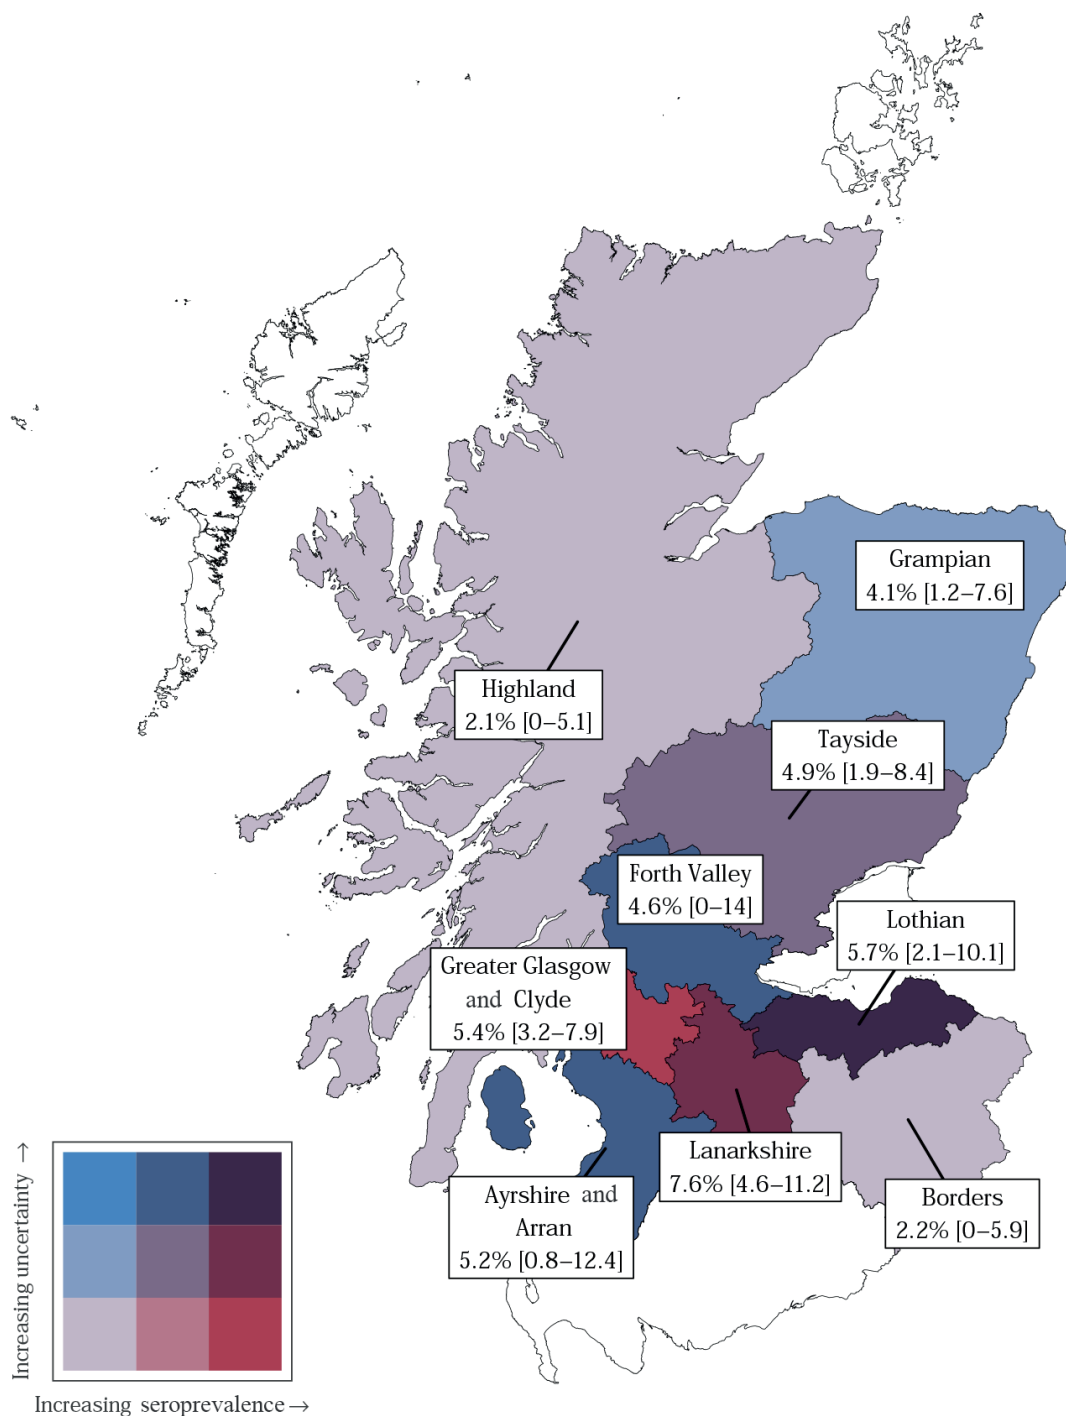 Grampian
4.1% [1.2–7.6]
Highland
2.1% [0–5.1]
Tayside
4.9% [1.9–8.4]
Forth Valley
4.6% [0–14]
Lothian
5.7% [2.1–10.1]
Greater Glasgow
and Clyde
5.4% [3.2–7.9]
Lanarkshire
7.6% [4.6–11.2]
Ayrshire and
Arran
5.2% [0.8–12.4]
Borders
2.2% [0–5.9]
Increasing uncertainty →
Increasing seroprevalence →